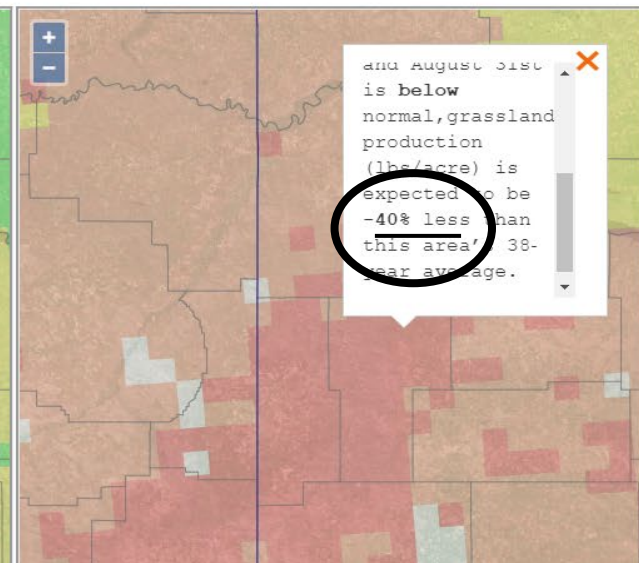 +
-
and August 31st
is below
normal,grassland
production
(lbs/acre) is
expected to be
-40% less than
this area's 38-
year average.